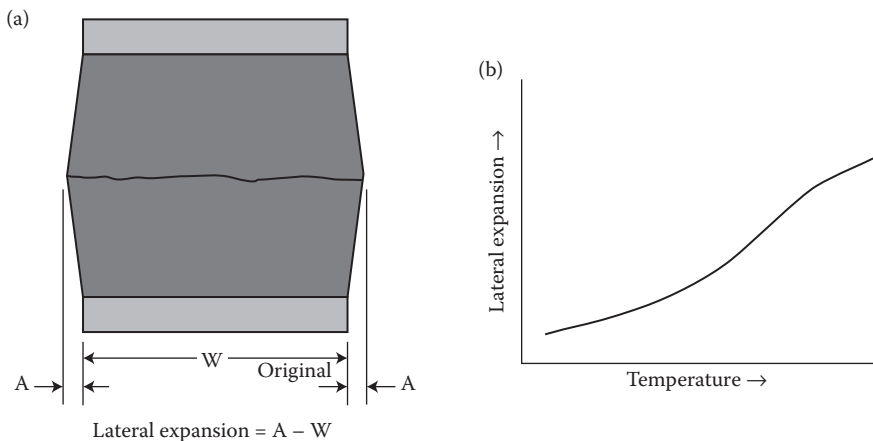 (a)
W
Original
A
A
Lateral expansion = A – W
(b)
Lateral expansion →
Temperature →